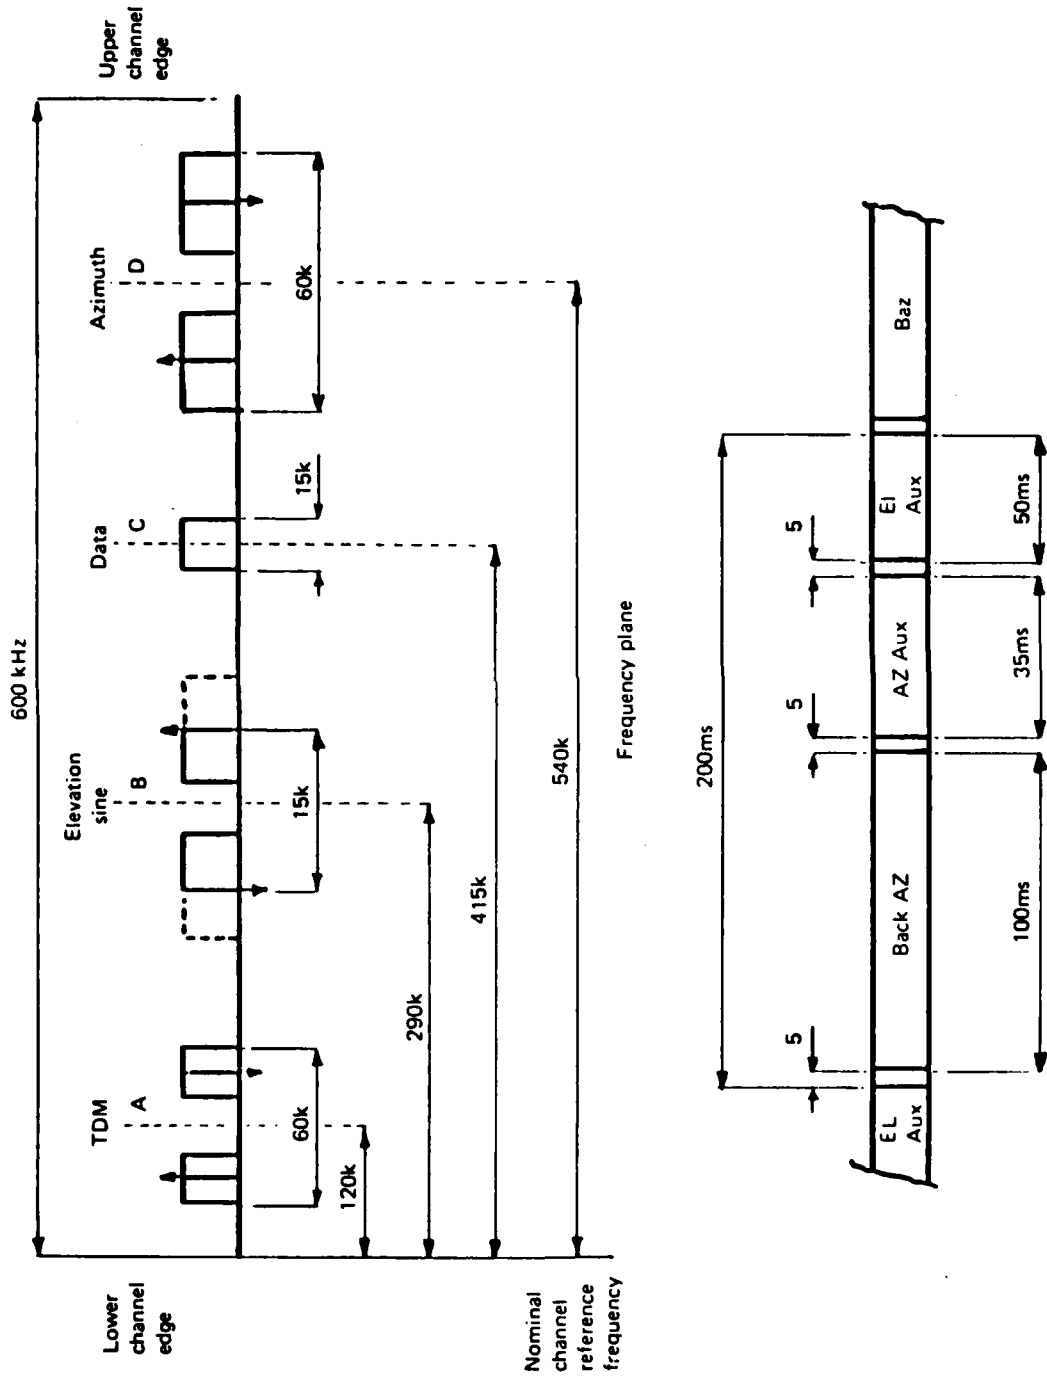 600 kHz
Lower
channel
edge
TDM
A
Elevation
sine
B
Data
C
Azimuth
D
Upper
channel
edge
60k
15k
15k
60k
120k
290k
415k
540k
Nominal
channel
reference
frequency
Frequency plane
200ms
5
5
5
EL
Aux
Back AZ
AZ Aux
El
Aux
Baz
100ms
35ms
50ms